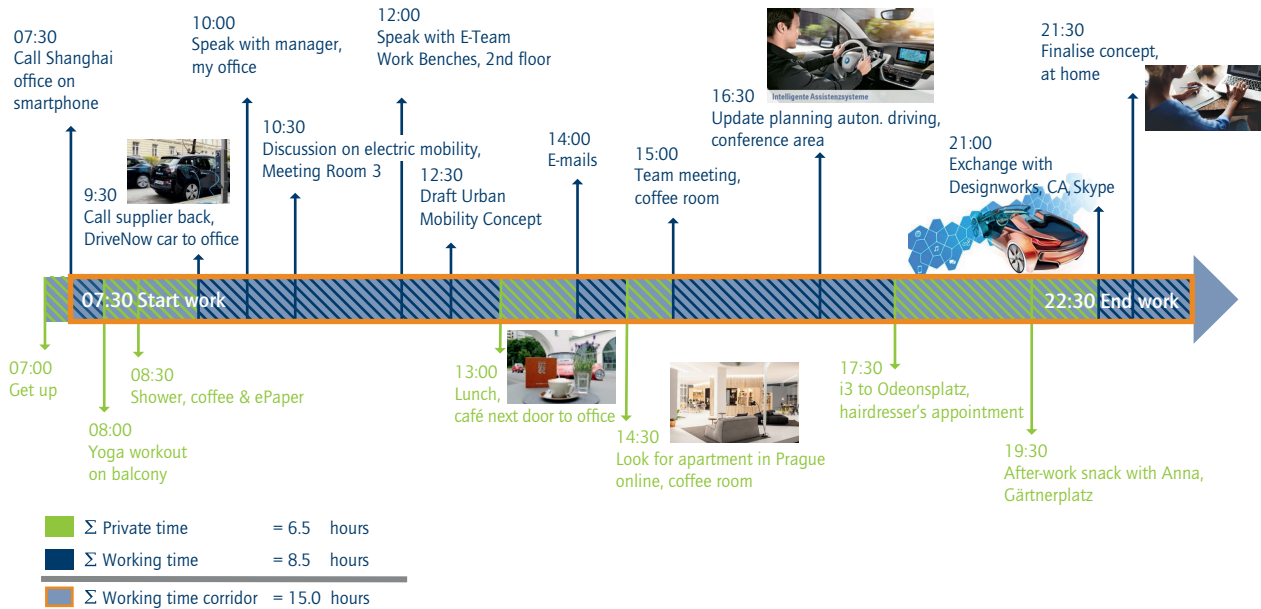 07:30
Call Shanghai
office on
smartphone
9:30
Call supplier back,
DriveNow car to office
10:00
Speak with manager,
my office
10:30
Discussion on electric mobility,
Meeting Room 3
12:00
Speak with E-Team
Work Benches, 2nd floor
12:30
Draft Urban
Mobility Concept
14:00
E-mails
15:00
Team meeting,
coffee room
Intelligente Assistenzsysteme
16:30
Update planning auton. driving,
conference area
21:00
Exchange with
Designworks, CA, Skype
21:30
Finalise concept,
at home
07:30 Start work
22:30 End work
07:00
Get up
08:00
Yoga workout
on balcony
08:30
Shower, coffee & ePaper
13:00
Lunch,
café next door to office
14:30
Look for apartment in Prague
online, coffee room
17:30
i3 to Odeonsplatz,
hairdresser's appointment
19:30
After-work snack with Anna,
Gärtnerplatz
Σ Private time = 6.5 hours
Σ Working time = 8.5 hours
Σ Working time corridor = 15.0 hours